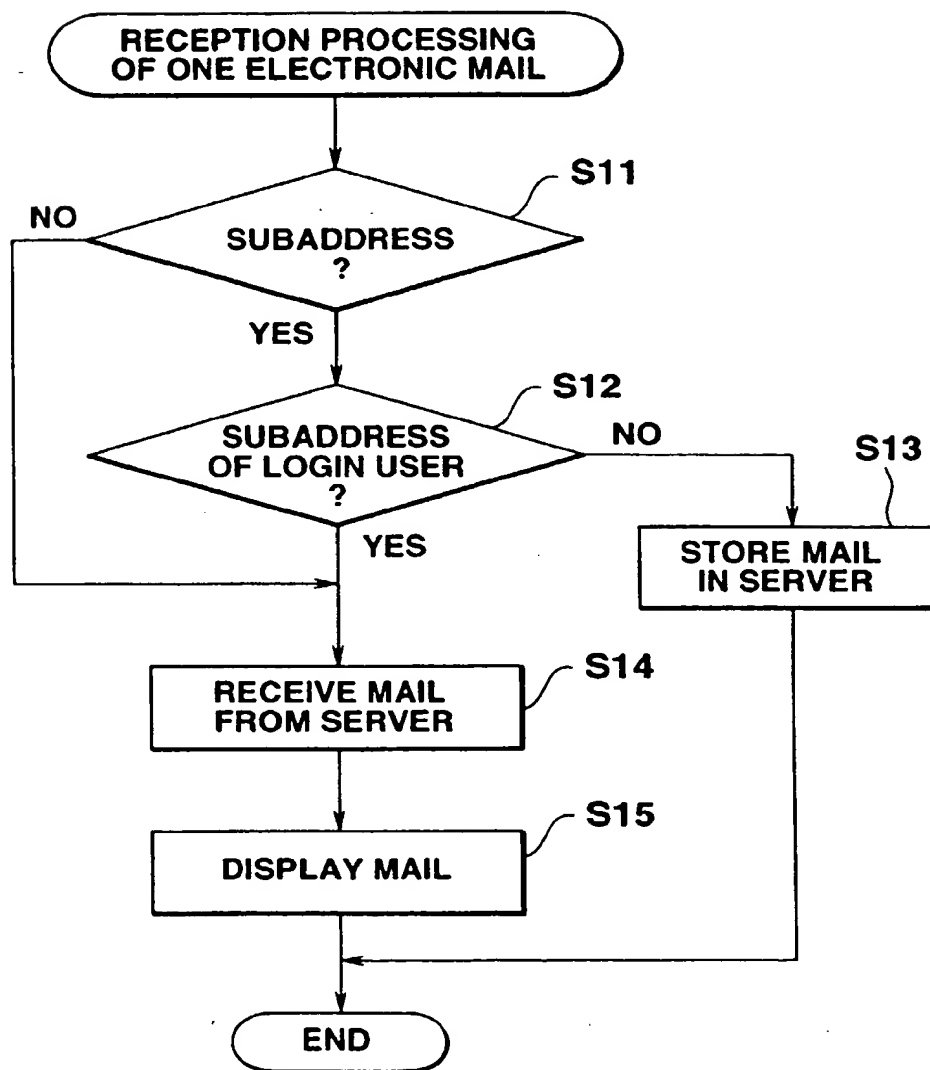 RECEPTION PROCESSING
OF ONE ELECTRONIC MAIL
S11
NO
SUBADDRESS
?
YES
S12
SUBADDRESS
OF LOGIN USER
?
NO
S13
YES
STORE MAIL
IN SERVER
S14
RECEIVE MAIL
FROM SERVER
S15
DISPLAY MAIL
END